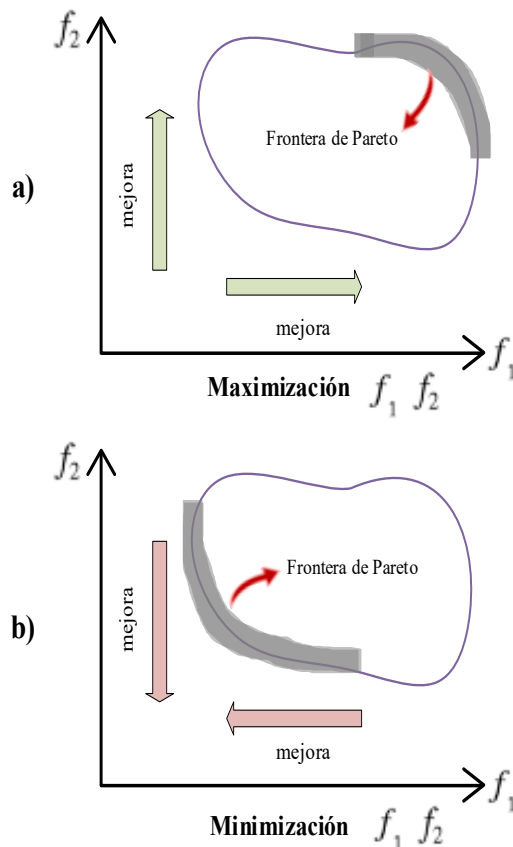 f2
a)
mejora
Frontera de Pareto
mejora
f1
Maximización f1 f2
f2
b)
mejora
Frontera de Pareto
mejora
f1
Minimización f1 f2